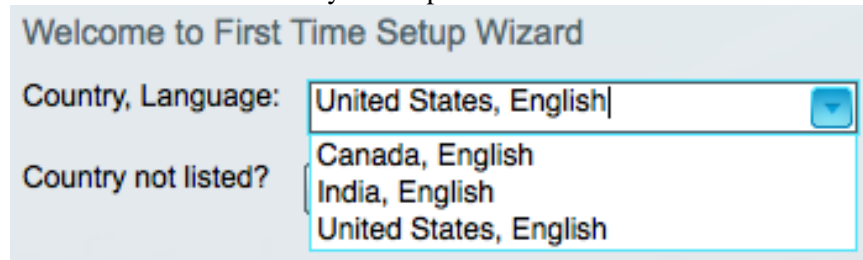 Welcome to First Time Setup Wizard
Country, Language: United States, English
Canada, English
Country not listed?
India, English
United States, English